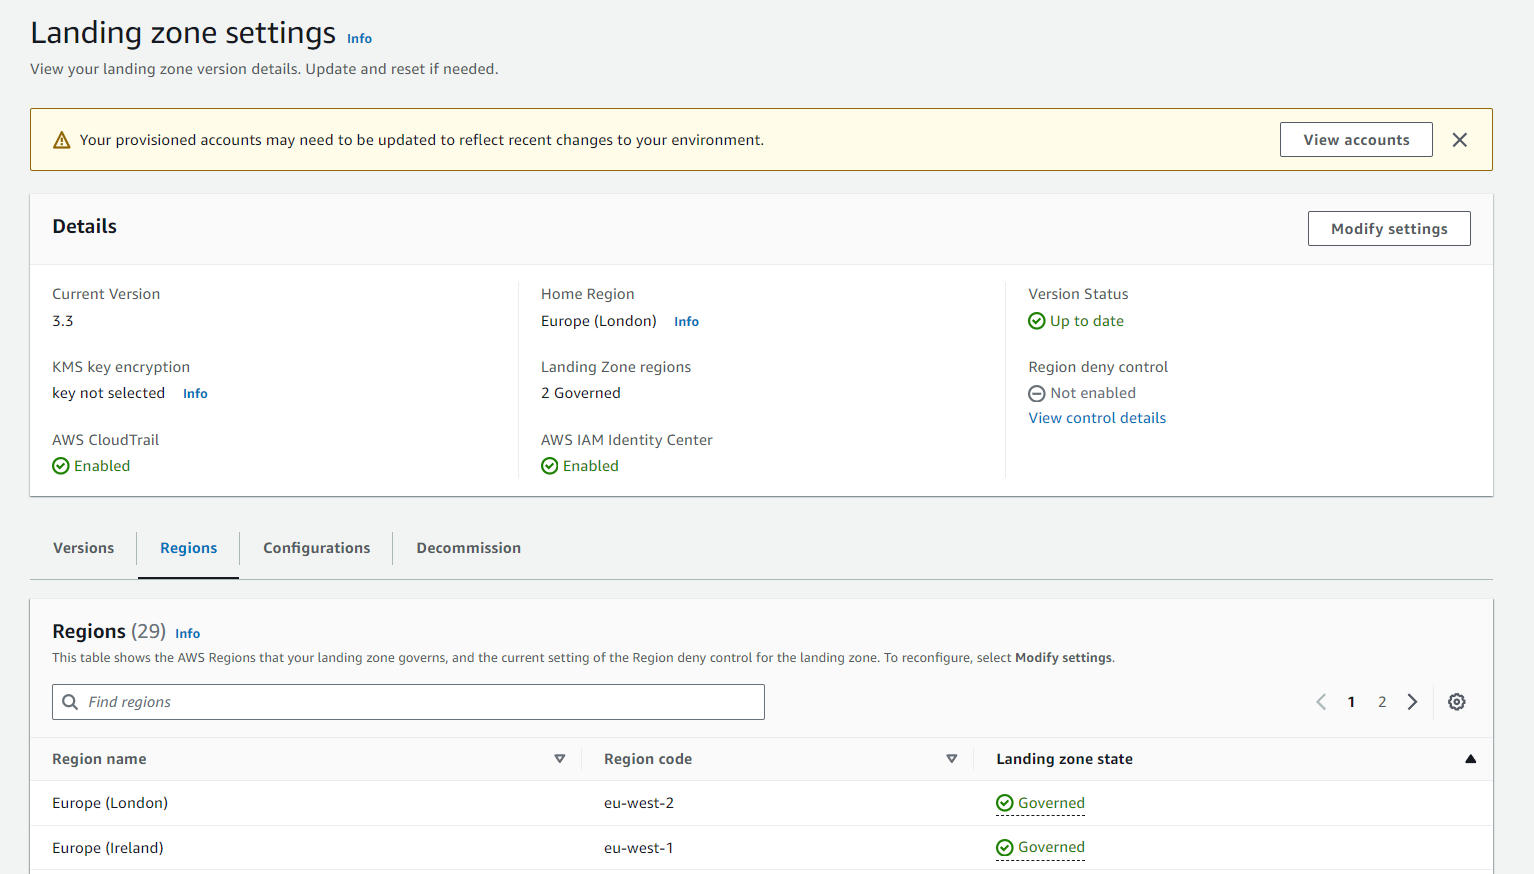 Landing zone settings Info
View your landing zone version details. Update and reset if needed.
Your provisioned accounts may need to be updated to reflect recent changes to your environment.
View accounts
Details
Modify settings
Current Version
3.3
Home Region
Europe (London) Info
Version Status
Up to date
KMS key encryption
key not selected Info
Landing Zone regions
2 Governed
Region deny control
Not enabled
View control details
AWS CloudTrail
Enabled
AWS IAM Identity Center
Enabled
Versions Regions Configurations Decommission
Regions (29) Info
This table shows the AWS Regions that your landing zone governs, and the current setting of the Region deny control for the landing zone. To reconfigure, select Modify settings.
Find regions
1 2
Region name Region code Landing zone state
Europe (London) eu-west-2 Governed
Europe (Ireland) eu-west-1 Governed